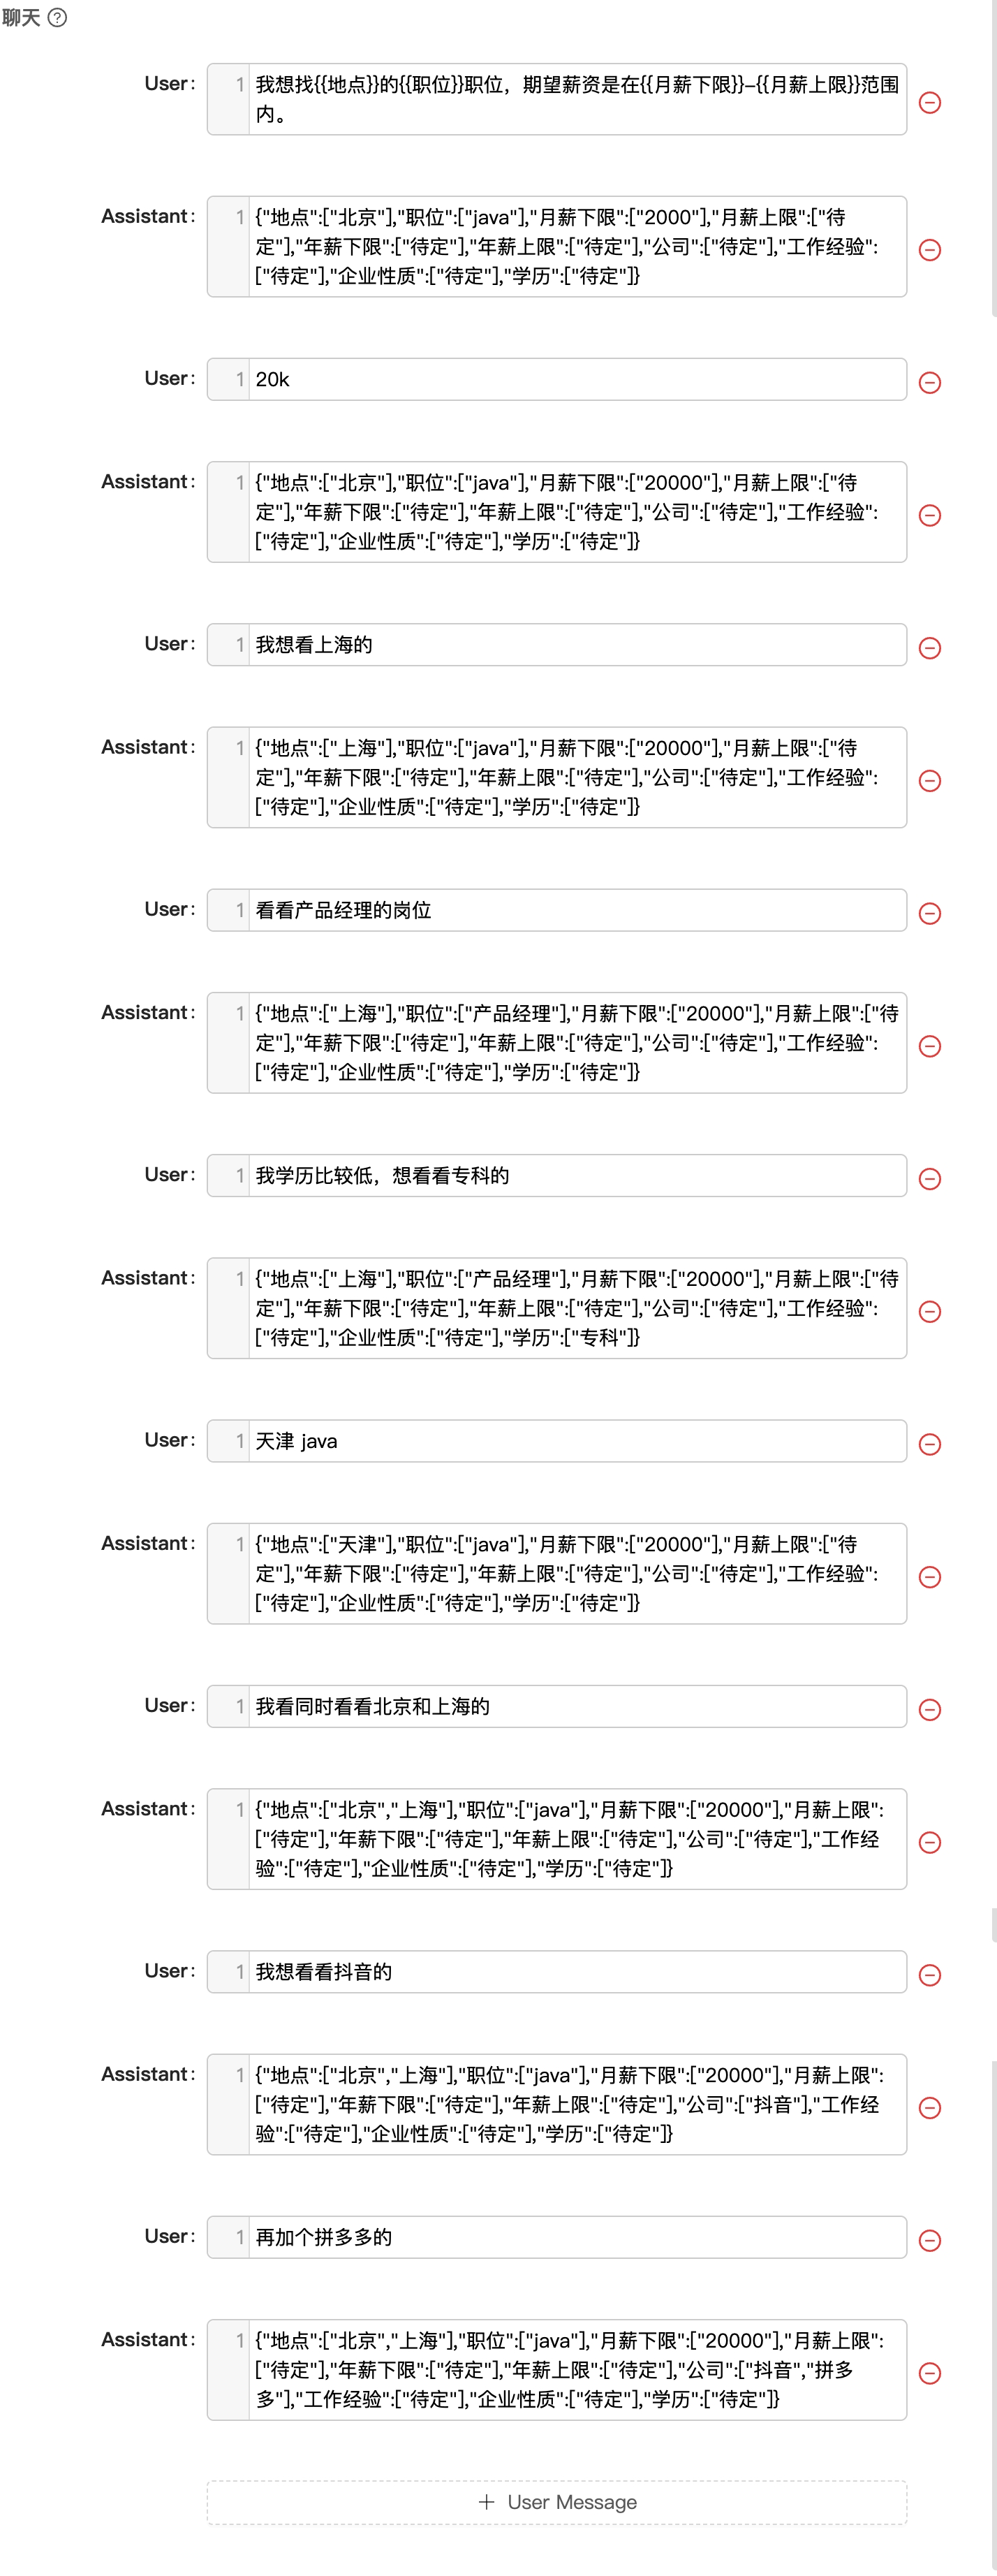 聊天 ?
User:
1 我想找{{地点}}的{{职位}}职位，期望薪资是在{{月薪下限}}-{{月薪上限}}范围
内。
Assistant:
1 {"地点":["北京"],"职位":["java"],"月薪下限":["2000"],"月薪上限":["待
定"],"年薪下限":["待定"],"年薪上限":["待定"],"公司":["待定"],"工作经验":
["待定"],"企业性质":["待定"],"学历":["待定"]}
User:
1 20k
Assistant:
1 {"地点":["北京"],"职位":["java"],"月薪下限":["20000"],"月薪上限":["待
定"],"年薪下限":["待定"],"年薪上限":["待定"],"公司":["待定"],"工作经验":
["待定"],"企业性质":["待定"],"学历":["待定"]}
User:
1 我想看上海的
Assistant:
1 {"地点":["上海"],"职位":["java"],"月薪下限":["20000"],"月薪上限":["待
定"],"年薪下限":["待定"],"年薪上限":["待定"],"公司":["待定"],"工作经验":
["待定"],"企业性质":["待定"],"学历":["待定"]}
User:
1 看看产品经理的岗位
Assistant:
1 {"地点":["上海"],"职位":["产品经理"],"月薪下限":["20000"],"月薪上限":["待
定"],"年薪下限":["待定"],"年薪上限":["待定"],"公司":["待定"],"工作经验":
["待定"],"企业性质":["待定"],"学历":["待定"]}
User:
1 我学历比较低，想看看专科的
Assistant:
1 {"地点":["上海"],"职位":["产品经理"],"月薪下限":["20000"],"月薪上限":["待
定"],"年薪下限":["待定"],"年薪上限":["待定"],"公司":["待定"],"工作经验":
["待定"],"企业性质":["待定"],"学历":["专科"]}
User:
1 天津 java
Assistant:
1 {"地点":["天津"],"职位":["java"],"月薪下限":["20000"],"月薪上限":["待
定"],"年薪下限":["待定"],"年薪上限":["待定"],"公司":["待定"],"工作经验":
["待定"],"企业性质":["待定"],"学历":["待定"]}
User:
1 我看同时看看北京和上海的
Assistant:
1 {"地点":["北京","上海"],"职位":["java"],"月薪下限":["20000"],"月薪上限":
["待定"],"年薪下限":["待定"],"年薪上限":["待定"],"公司":["待定"],"工作经
验":["待定"],"企业性质":["待定"],"学历":["待定"]}
User:
1 我想看看抖音的
Assistant:
1 {"地点":["北京","上海"],"职位":["java"],"月薪下限":["20000"],"月薪上限":
["待定"],"年薪下限":["待定"],"年薪上限":["待定"],"公司":["抖音"],"工作经
验":["待定"],"企业性质":["待定"],"学历":["待定"]}
User:
1 再加个拼多多的
Assistant:
1 {"地点":["北京","上海"],"职位":["java"],"月薪下限":["20000"],"月薪上限":
["待定"],"年薪下限":["待定"],"年薪上限":["待定"],"公司":["抖音","拼多
多"],"工作经验":["待定"],"企业性质":["待定"],"学历":["待定"]}
+ User Message